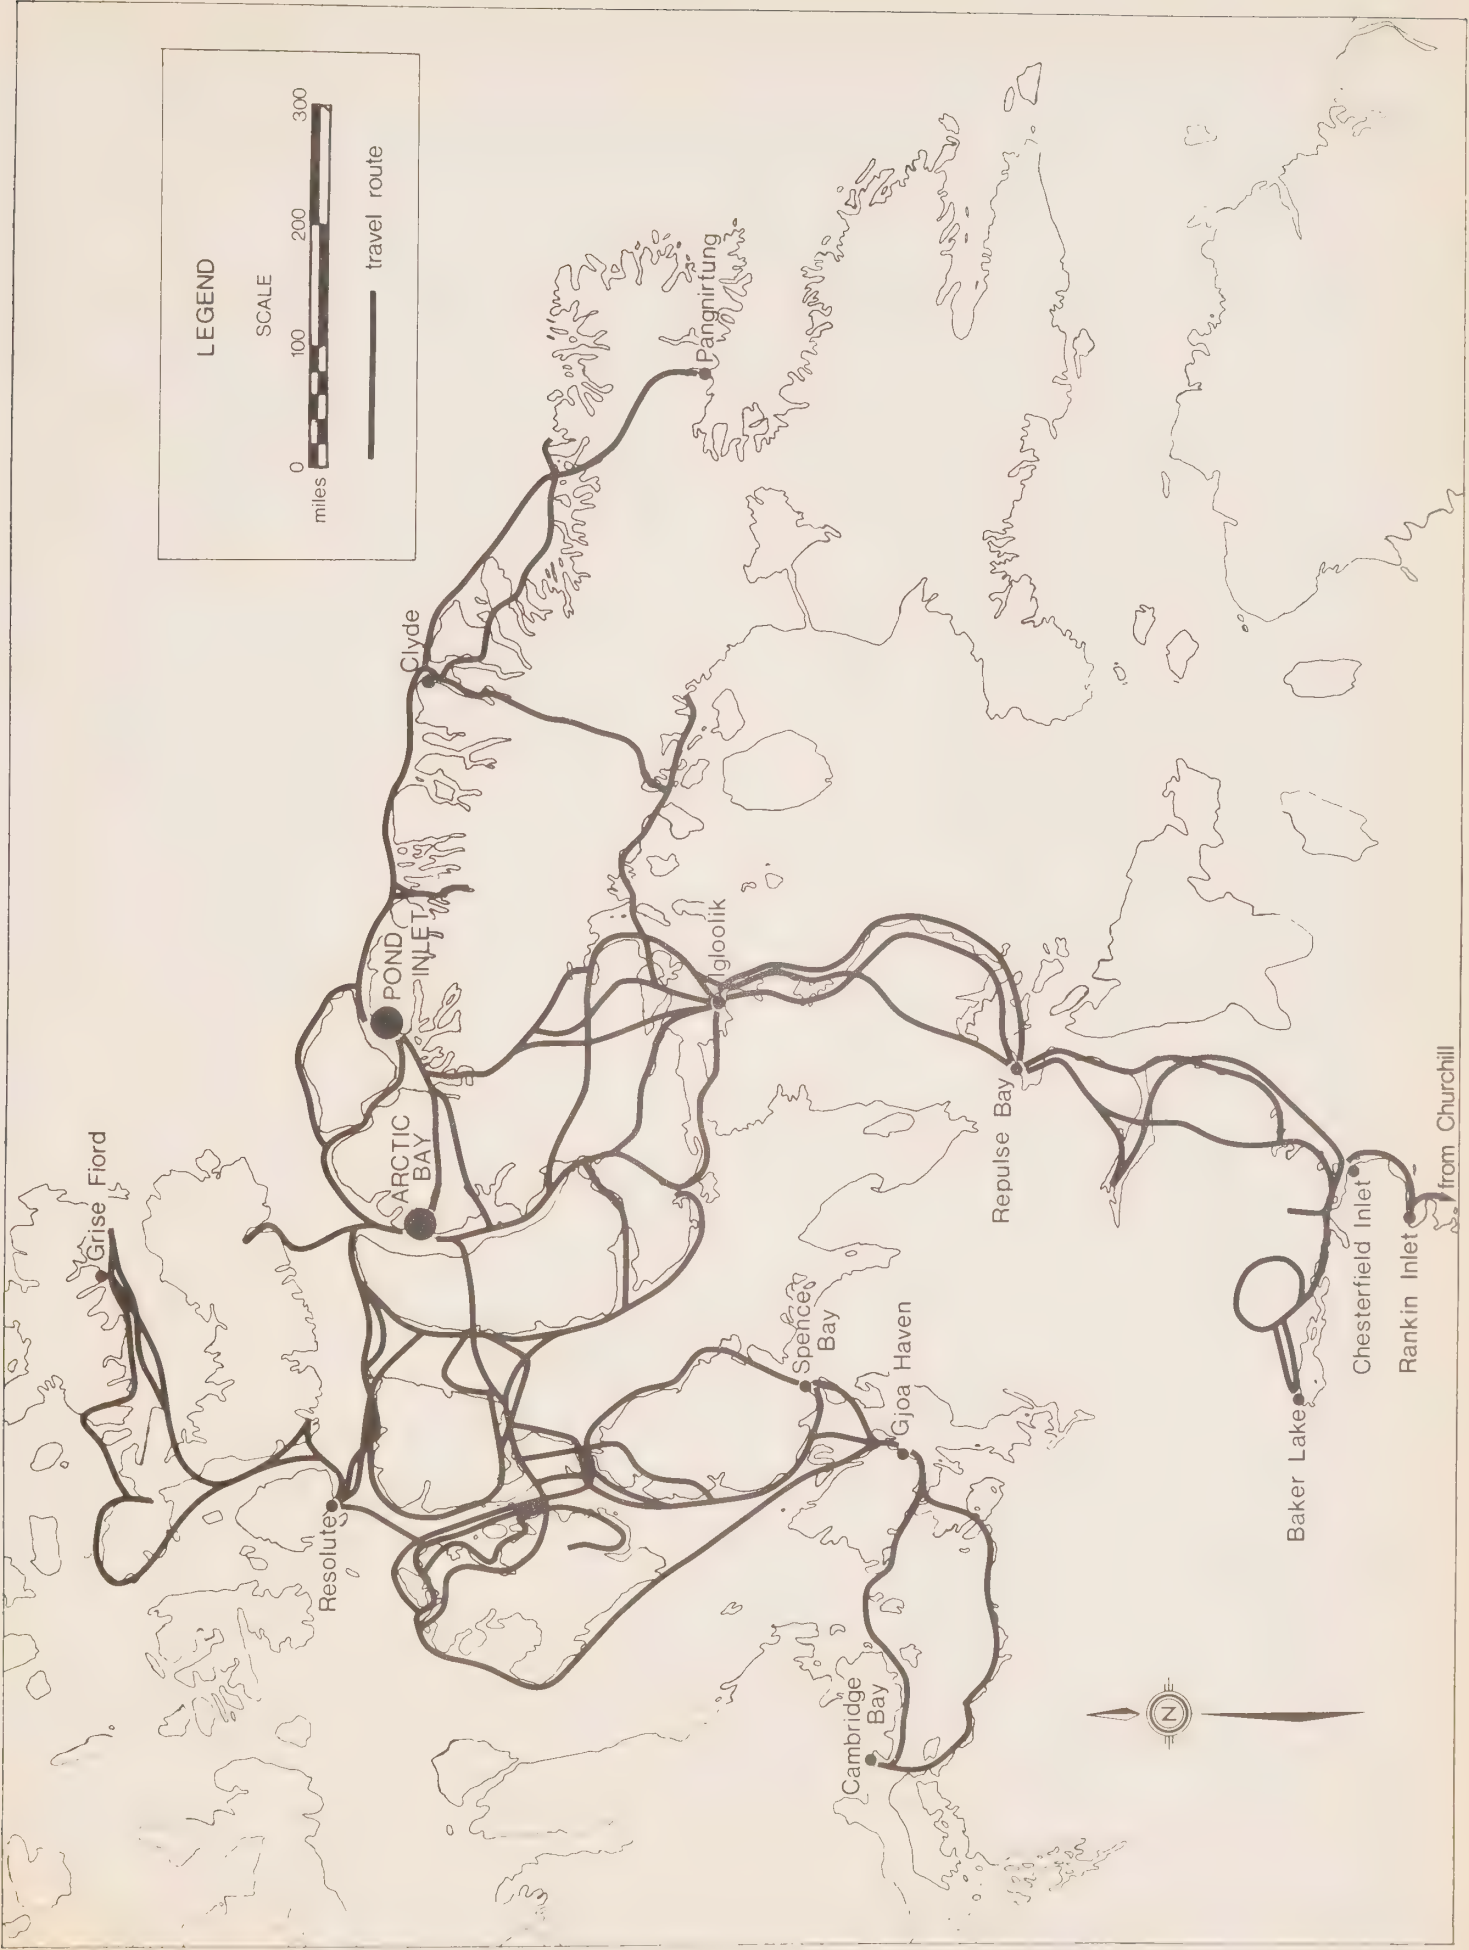 LEGEND
SCALE
miles 0 100 200 300
travel route
Grise Fiord
Resolute
ARCTIC
BAY
POND
INLET
Clyde
Pangnirtung
Igloolik
Spence
Bay
Gjoa Haven
Cambridge
Bay
Repulse Bay
Baker Lake
Chesterfield Inlet
Rankin Inlet
from Churchill
N